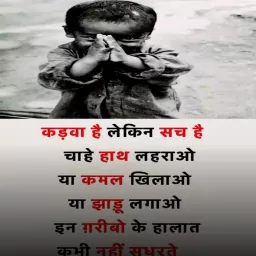 कड़वा है लेकिन सच है
चाहे हाथ लहराओ
या कमल खिलाओ
या झाड़ू लगाओ
इन ग़रीबो के हालात
कभी नहीं सुधरते